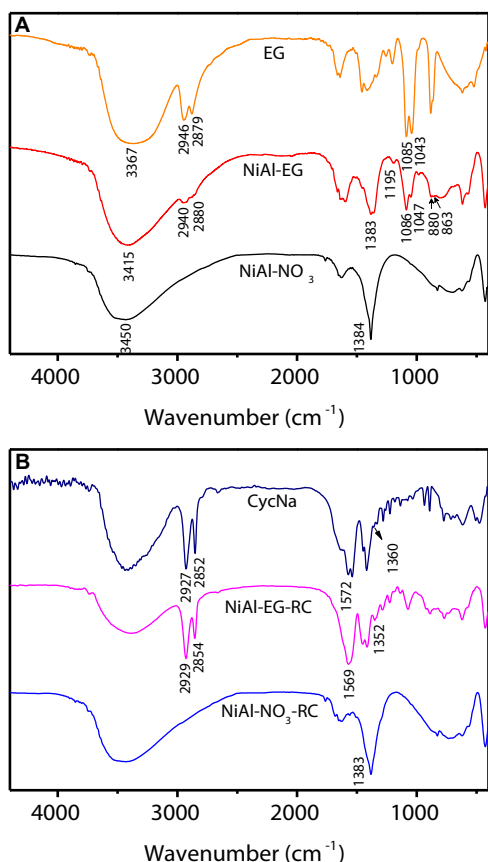 A
EG
3367
2946
2879
1085
1043
NiAl-EG
3415
2940
2880
1383
1195
1086
1047
880
863
NiAl-NO3
3450
1384
4000 3000 2000 1000
Wavenumber (cm-1)
B
CycNa
2927
2852
1572
1360
NiAl-EG-RC
2929
2854
1569
1352
NiAl-NO3-RC
1383
4000 3000 2000 1000
Wavenumber (cm-1)